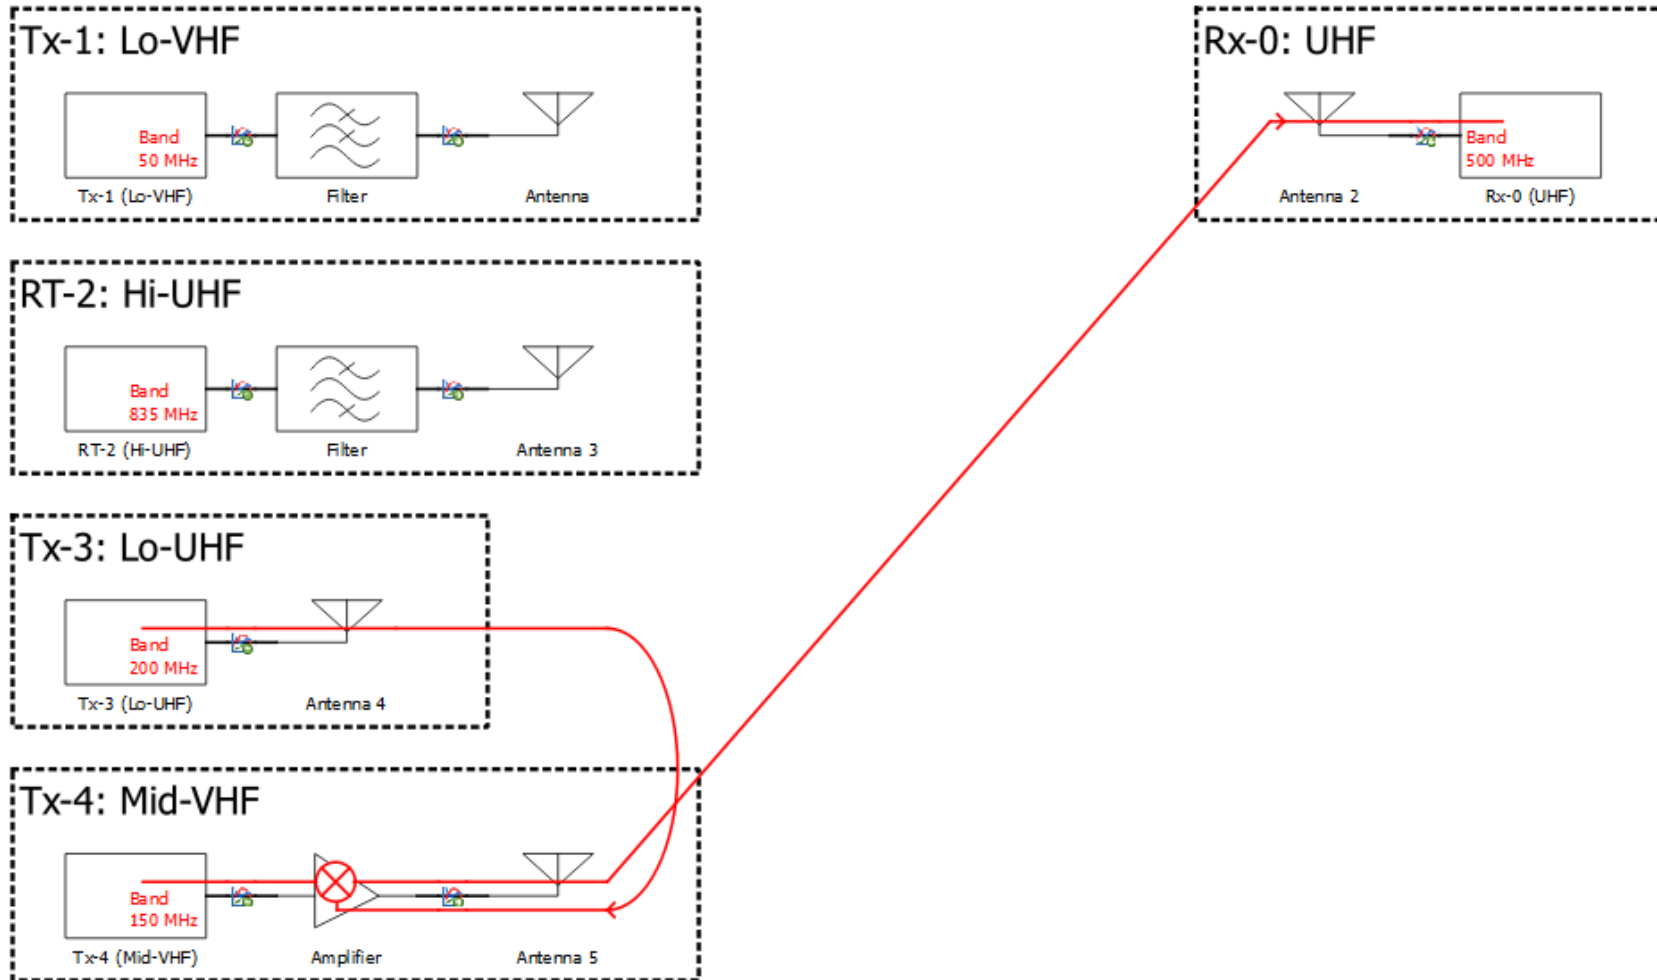 Tx-1: Lo-VHF
Band
50 MHz
Tx-1 (Lo-VHF)
Filter
Antenna
Rx-0: UHF
Band
500 MHz
Antenna 2
Rx-0 (UHF)
RT-2: Hi-UHF
Band
835 MHz
RT-2 (Hi-UHF)
Filter
Antenna 3
Tx-3: Lo-UHF
Band
200 MHz
Tx-3 (Lo-UHF)
Antenna 4
Tx-4: Mid-VHF
Band
150 MHz
Tx-4 (Mid-VHF)
Amplifier
Antenna 5